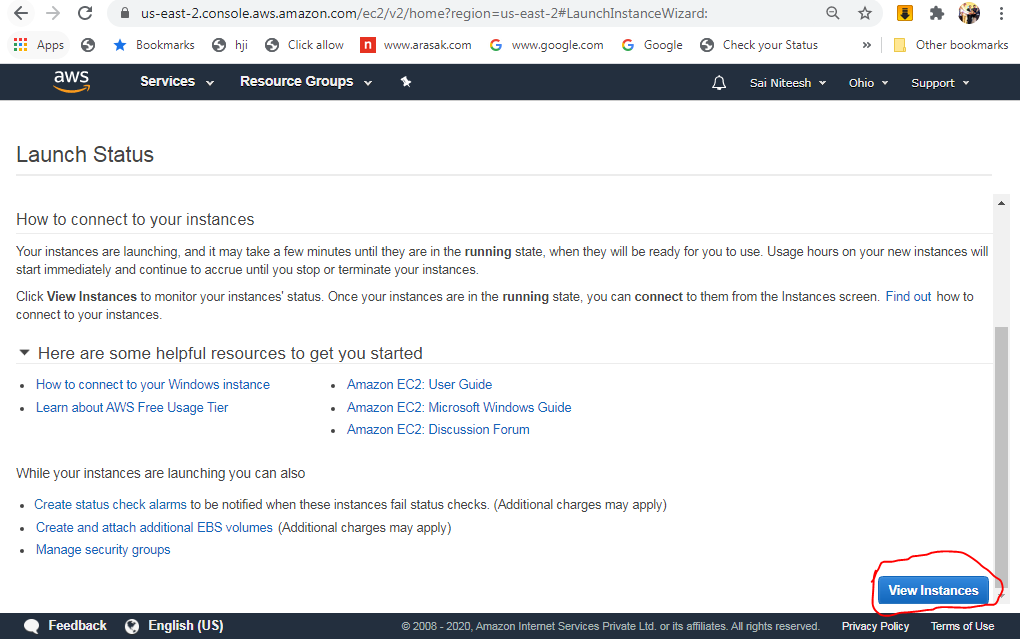 us-east-2.console.aws.amazon.com/ec2/v2/home?region=us-east-2#LaunchInstanceWizard:
Apps Bookmarks hji Click allow n www.arasak.com G www.google.com G Google Check your Status » Other bookmarks
aws Services Resource Groups Sai Niteesh Ohio Support
Launch Status
How to connect to your instances
Your instances are launching, and it may take a few minutes until they are in the running state, when they will be ready for you to use. Usage hours on your new instances will
start immediately and continue to accrue until you stop or terminate your instances.
Click View Instances to monitor your instances' status. Once your instances are in the running state, you can connect to them from the Instances screen. Find out how to
connect to your instances.
Here are some helpful resources to get you started
• How to connect to your Windows instance • Amazon EC2: User Guide
• Learn about AWS Free Usage Tier • Amazon EC2: Microsoft Windows Guide
• Amazon EC2: Discussion Forum
While your instances are launching you can also
• Create status check alarms to be notified when these instances fail status checks. (Additional charges may apply)
• Create and attach additional EBS volumes (Additional charges may apply)
• Manage security groups
View Instances
Feedback English (US) © 2008 - 2020, Amazon Internet Services Private Ltd. or its affiliates. All rights reserved. Privacy Policy Terms of Use